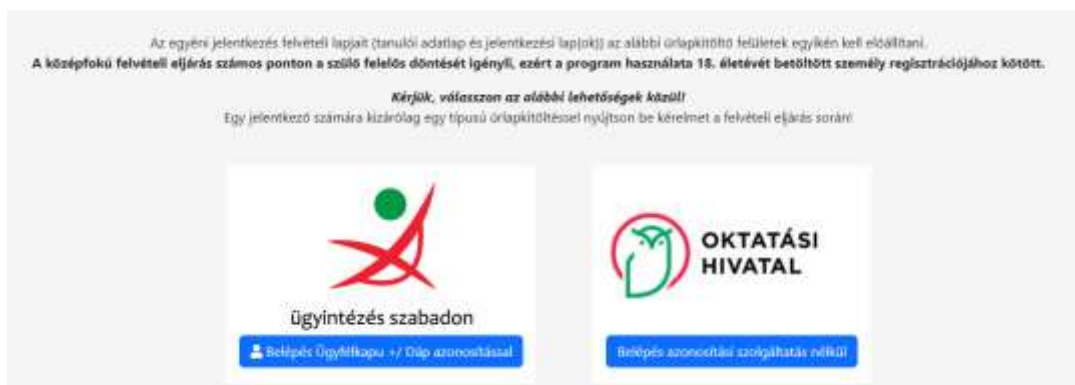 Az egyéni jelentkezés felvételi lapjait (tanulói adatlap és jelentkezési lap(ok)) az alábbi űrlapkitöltő felületek egyikén kell előállítani.
A középfokú felvételi eljárás számos ponton a szülő felelős döntését igényli, ezért a program használata 18. életévét betöltött személy regisztrációjához kötött.
Kérjük, válasszon az alábbi lehetőségek közül!
Egy jelentkező számára kizárólag egy típusú űrlapkitöltéssel nyújtson be kérelmet a felvételi eljárás során!
ügyintézés szabadon
Belépés Ügyfélkapu +/ Dáp azonosítással
OKTATÁSI
HIVATAL
Belépés azonosítási szolgáltatás nélkül